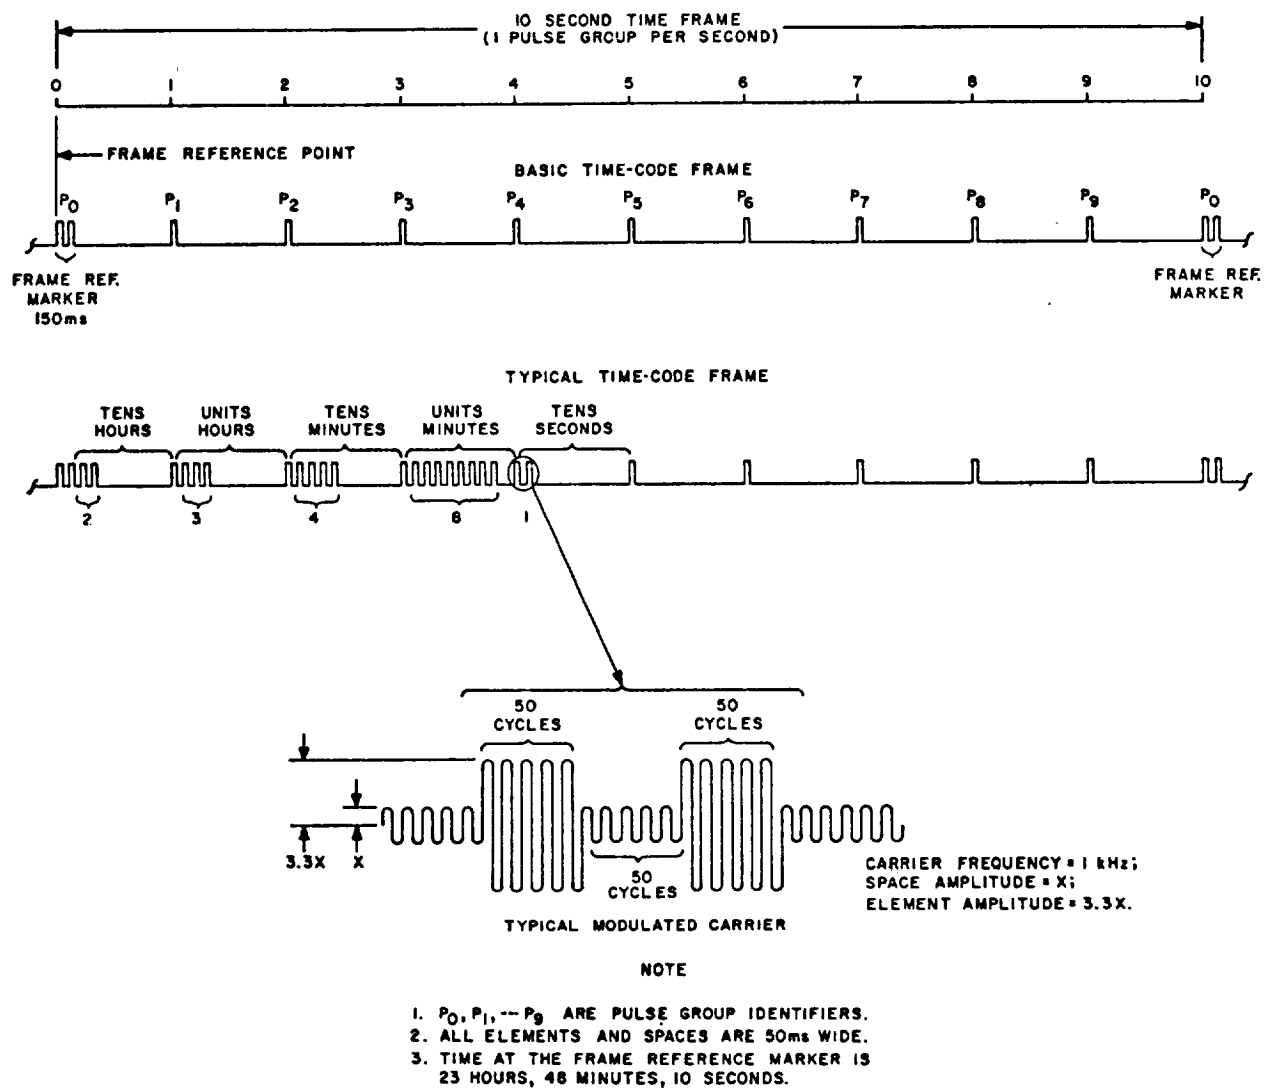 10 SECOND TIME FRAME
(1 PULSE GROUP PER SECOND)
0 1 2 3 4 5 6 7 8 9 10
FRAME REFERENCE POINT
BASIC TIME-CODE FRAME
P0 P1 P2 P3 P4 P5 P6 P7 P8 P9 P0
FRAME REF.
MARKER
150ms
FRAME REF.
MARKER
TYPICAL TIME-CODE FRAME
TENS
HOURS
UNITS
HOURS
TENS
MINUTES
UNITS
MINUTES
TENS
SECONDS
2 3 4 8 1
50
CYCLES
50
CYCLES
3.3X X
50
CYCLES
CARRIER FREQUENCY = 1 kHz;
SPACE AMPLITUDE = X;
ELEMENT AMPLITUDE = 3.3X.
TYPICAL MODULATED CARRIER
NOTE
1. P0, P1, --- P9 ARE PULSE GROUP IDENTIFIERS.
2. ALL ELEMENTS AND SPACES ARE 50ms WIDE.
3. TIME AT THE FRAME REFERENCE MARKER IS
23 HOURS, 48 MINUTES, 10 SECONDS.